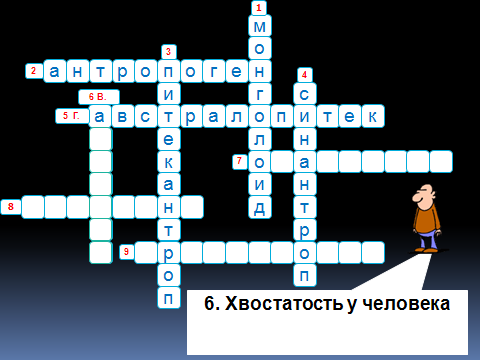 1
монголоид
3
питекантроп
2 антропоген
4
синантроп
6 В.
5 Г. австралопитек
7
8
9
6. Хвостатость у человека